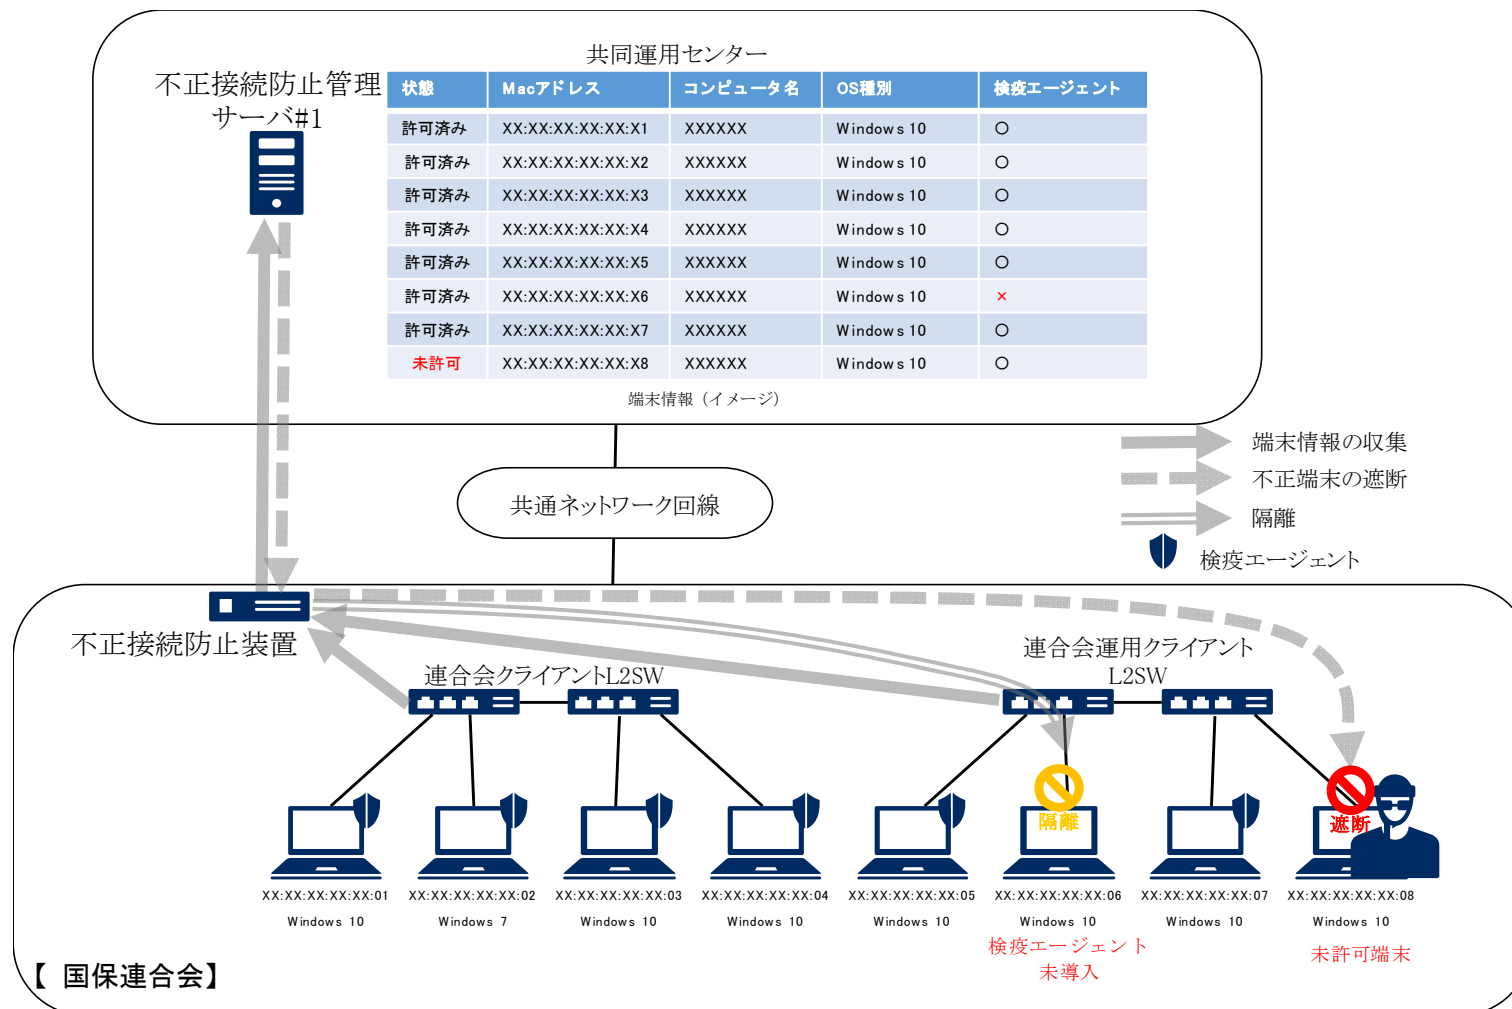 共同運用センター
不正接続防止管理
サーバ#1
状態 Macアドレス コンピュータ名 OS種別 検疫エージェント
許可済み XX:XX:XX:XX:XX:X1 XXXXXX Windows 10 〇
許可済み XX:XX:XX:XX:XX:X2 XXXXXX Windows 10 〇
許可済み XX:XX:XX:XX:XX:X3 XXXXXX Windows 10 〇
許可済み XX:XX:XX:XX:XX:X4 XXXXXX Windows 10 〇
許可済み XX:XX:XX:XX:XX:X5 XXXXXX Windows 10 〇
許可済み XX:XX:XX:XX:XX:X6 XXXXXX Windows 10 ×
許可済み XX:XX:XX:XX:XX:X7 XXXXXX Windows 10 〇
未許可 XX:XX:XX:XX:XX:X8 XXXXXX Windows 10 〇
端末情報（イメージ）
端末情報の収集
不正端末の遮断
隔離
検疫エージェント
共通ネットワーク回線
不正接続防止装置
連合会クライアントL2SW
連合会運用クライアント
L2SW
隔離
遮断
XX:XX:XX:XX:XX:01 XX:XX:XX:XX:XX:02 XX:XX:XX:XX:XX:03 XX:XX:XX:XX:XX:04 XX:XX:XX:XX:XX:05 XX:XX:XX:XX:XX:06 XX:XX:XX:XX:XX:07 XX:XX:XX:XX:XX:08
Windows 10 Windows 7 Windows 10 Windows 10 Windows 10 Windows 10 Windows 10 Windows 10
検疫エージェント
未導入
未許可端末
【 国保連合会】